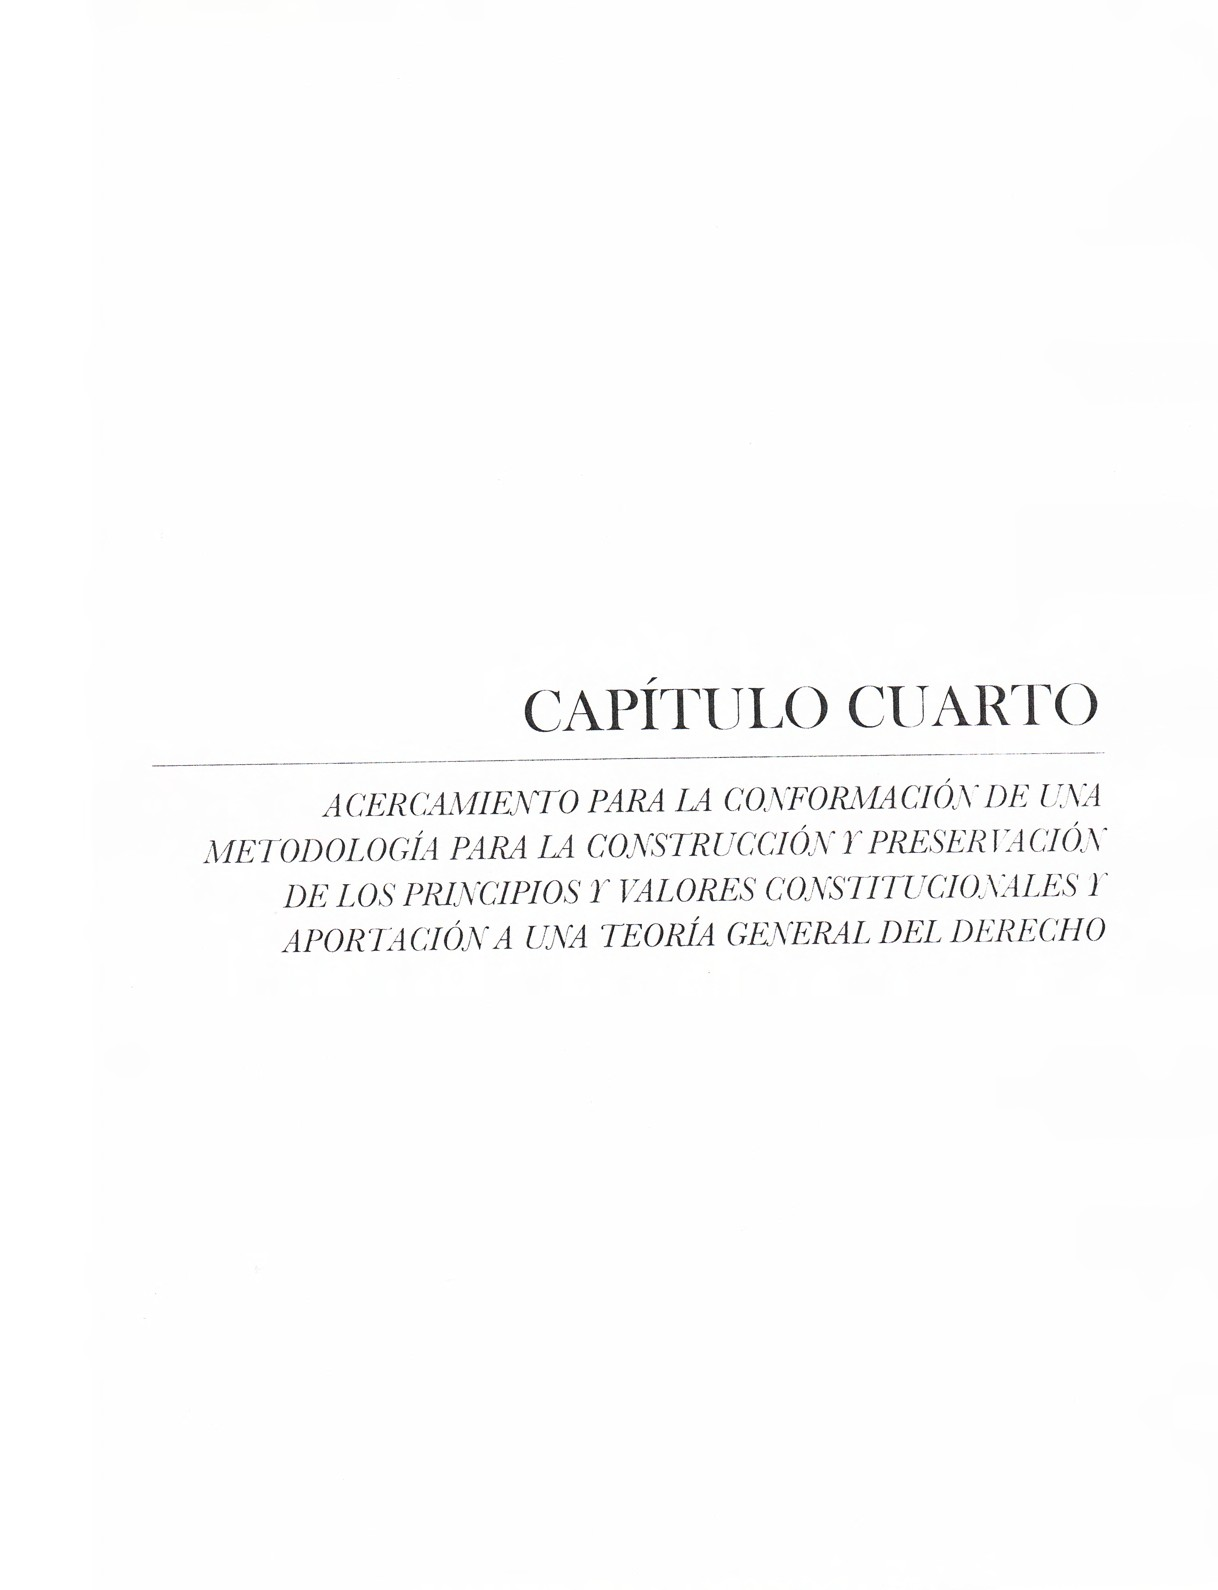 CAPÍTULO CUARTO
ACERCAMIENTO PARA LA CONFORMACIÓN DE UNA
METODOLOGÍA PARA LA CONSTRUCCIÓN Y PRESERVACIÓN
DE LOS PRINCIPIOS Y VALORES CONSTITUCIONALES Y
APORTACIÓN A UNA TEORÍA GENERAL DEL DERECHO